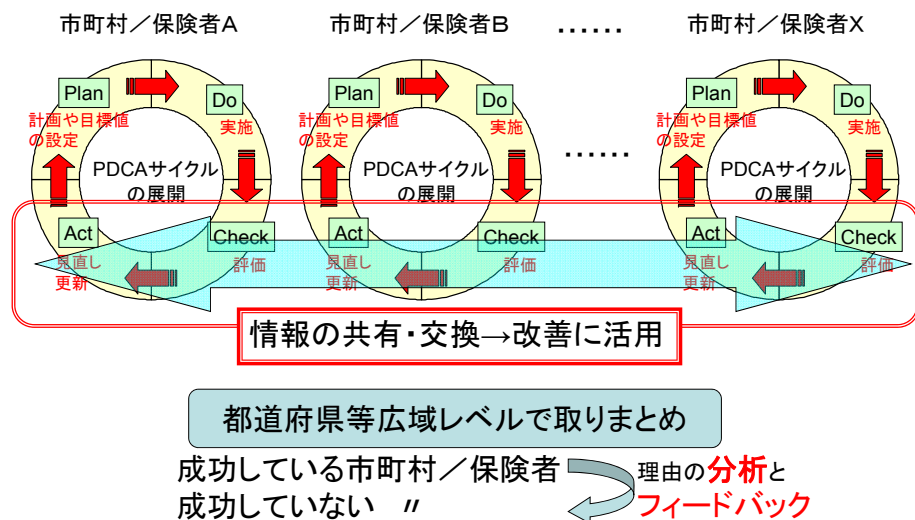 市町村／保険者A
市町村／保険者B
……
市町村／保険者X
Plan
Do
計画や目標値
の設定
実施
PDCAサイクル
の展開
Act
Check
見直し
更新
評価
Plan
Do
計画や目標値
の設定
実施
PDCAサイクル
の展開
Act
Check
見直し
更新
評価
……
Plan
Do
計画や目標値
の設定
実施
PDCAサイクル
の展開
Act
Check
見直し
更新
評価
情報の共有・交換→改善に活用
都道府県等広域レベルで取りまとめ
成功している市町村／保険者
成功していない 〃
理由の分析と
フィードバック